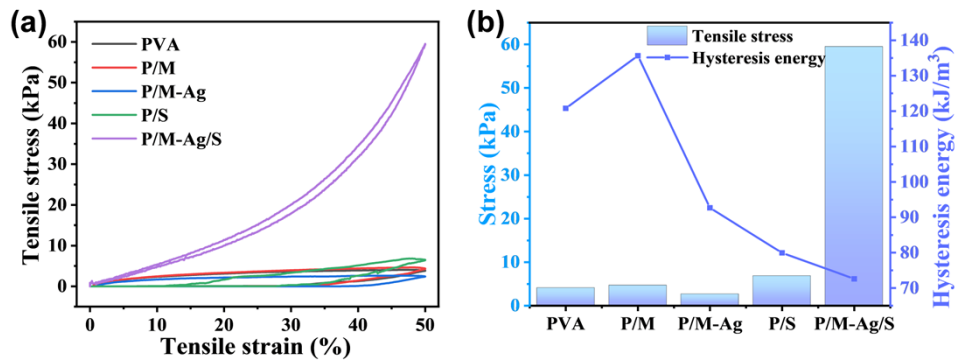 (a)
Tensile stress (kPa)
60
50
40
30
20
10
0
PVA
P/M
P/M-Ag
P/S
P/M-Ag/S
0 10 20 30 40 50
Tensile strain (%)
(b)
Stress (kPa)
60
50
40
30
20
10
0
Tensile stress
Hysteresis energy
140
130
120
110
100
90
80
70
Hysteresis energy (kJ/m³)
PVA P/M P/M-Ag P/S P/M-Ag/S